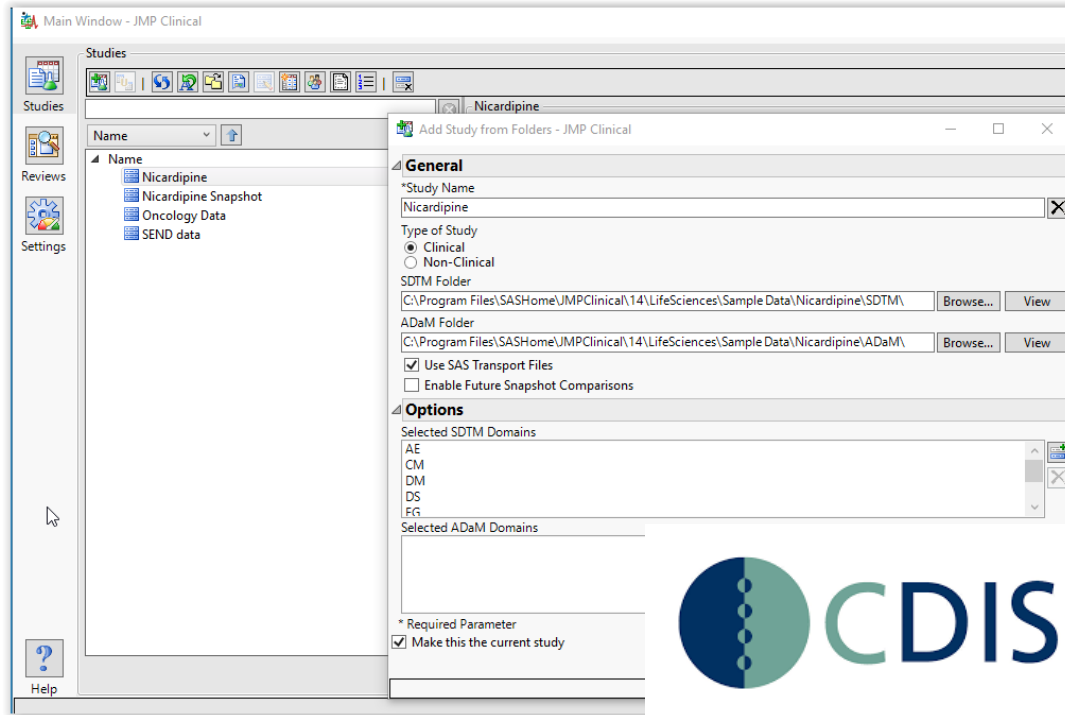 Main Window - JMP Clinical
Studies
Studies
Reviews
Settings
Help
Name
Name
Nicardipine
Nicardipine Snapshot
Oncology Data
SEND data
Nicardipine
Add Study from Folders - JMP Clinical
General
*Study Name
Nicardipine
Type of Study
Clinical
Non-Clinical
SDTM Folder
C:\Program Files\SASHome\JMPClinical\14\LifeSciences\Sample Data\Nicardipine\SDTM\ Browse... View
ADaM Folder
C:\Program Files\SASHome\JMPClinical\14\LifeSciences\Sample Data\Nicardipine\ADaM\ Browse... View
Use SAS Transport Files
Enable Future Snapshot Comparisons
Options
Selected SDTM Domains
AE
CM
DM
DS
EG
Selected ADaM Domains
* Required Parameter
Make this the current study
CDIS